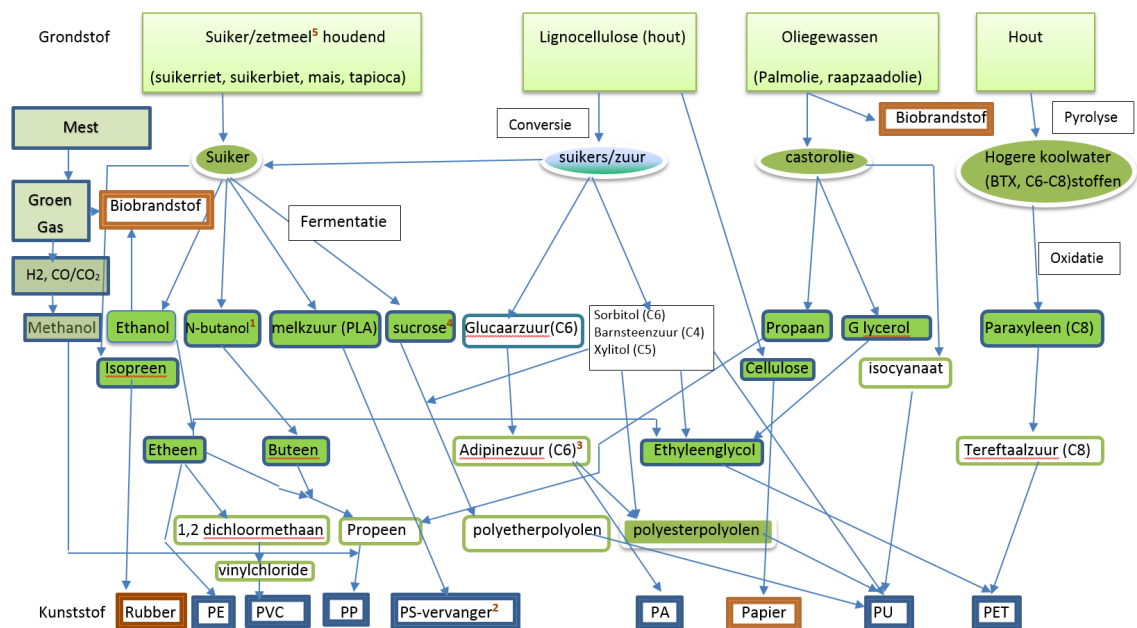 Grondstof
Suiker/zetmeel⁵ houdend
(suikerriet, suikerbiet, mais, tapioca)
Lignocellulose (hout)
Oliegewassen
(Palmolie, raapzaadolie)
Hout
Mest
Conversie
Biobrandstof
Pyrolyse
Suiker
suikers/zuur
castorolie
Hogere koolwater
(BTX, C6-C8)stoffen
Groen
Gas
Biobrandstof
Fermentatie
H2, CO/CO₂
Oxidatie
Methanol
Ethanol
N-butanol¹
melkzuur (PLA)
sucrose⁴
Glucaarzuur(C6)
Sorbitol (C6)
Barnsteenzuur (C4)
Xylitol (C5)
Propaan
G lycerol
Paraxyleen (C8)
Isopreen
Cellulose
isocyanaat
Etheen
Buteen
Adipinezuur (C6)³
Ethyleenglycol
Tereftaalzuur (C8)
1,2 dichloormethaan
Propeen
polyetherpolyolen
polyesterpolyolen
vinylchloride
Kunststof
Rubber
PE
PVC
PP
PS-vervanger²
PA
Papier
PU
PET